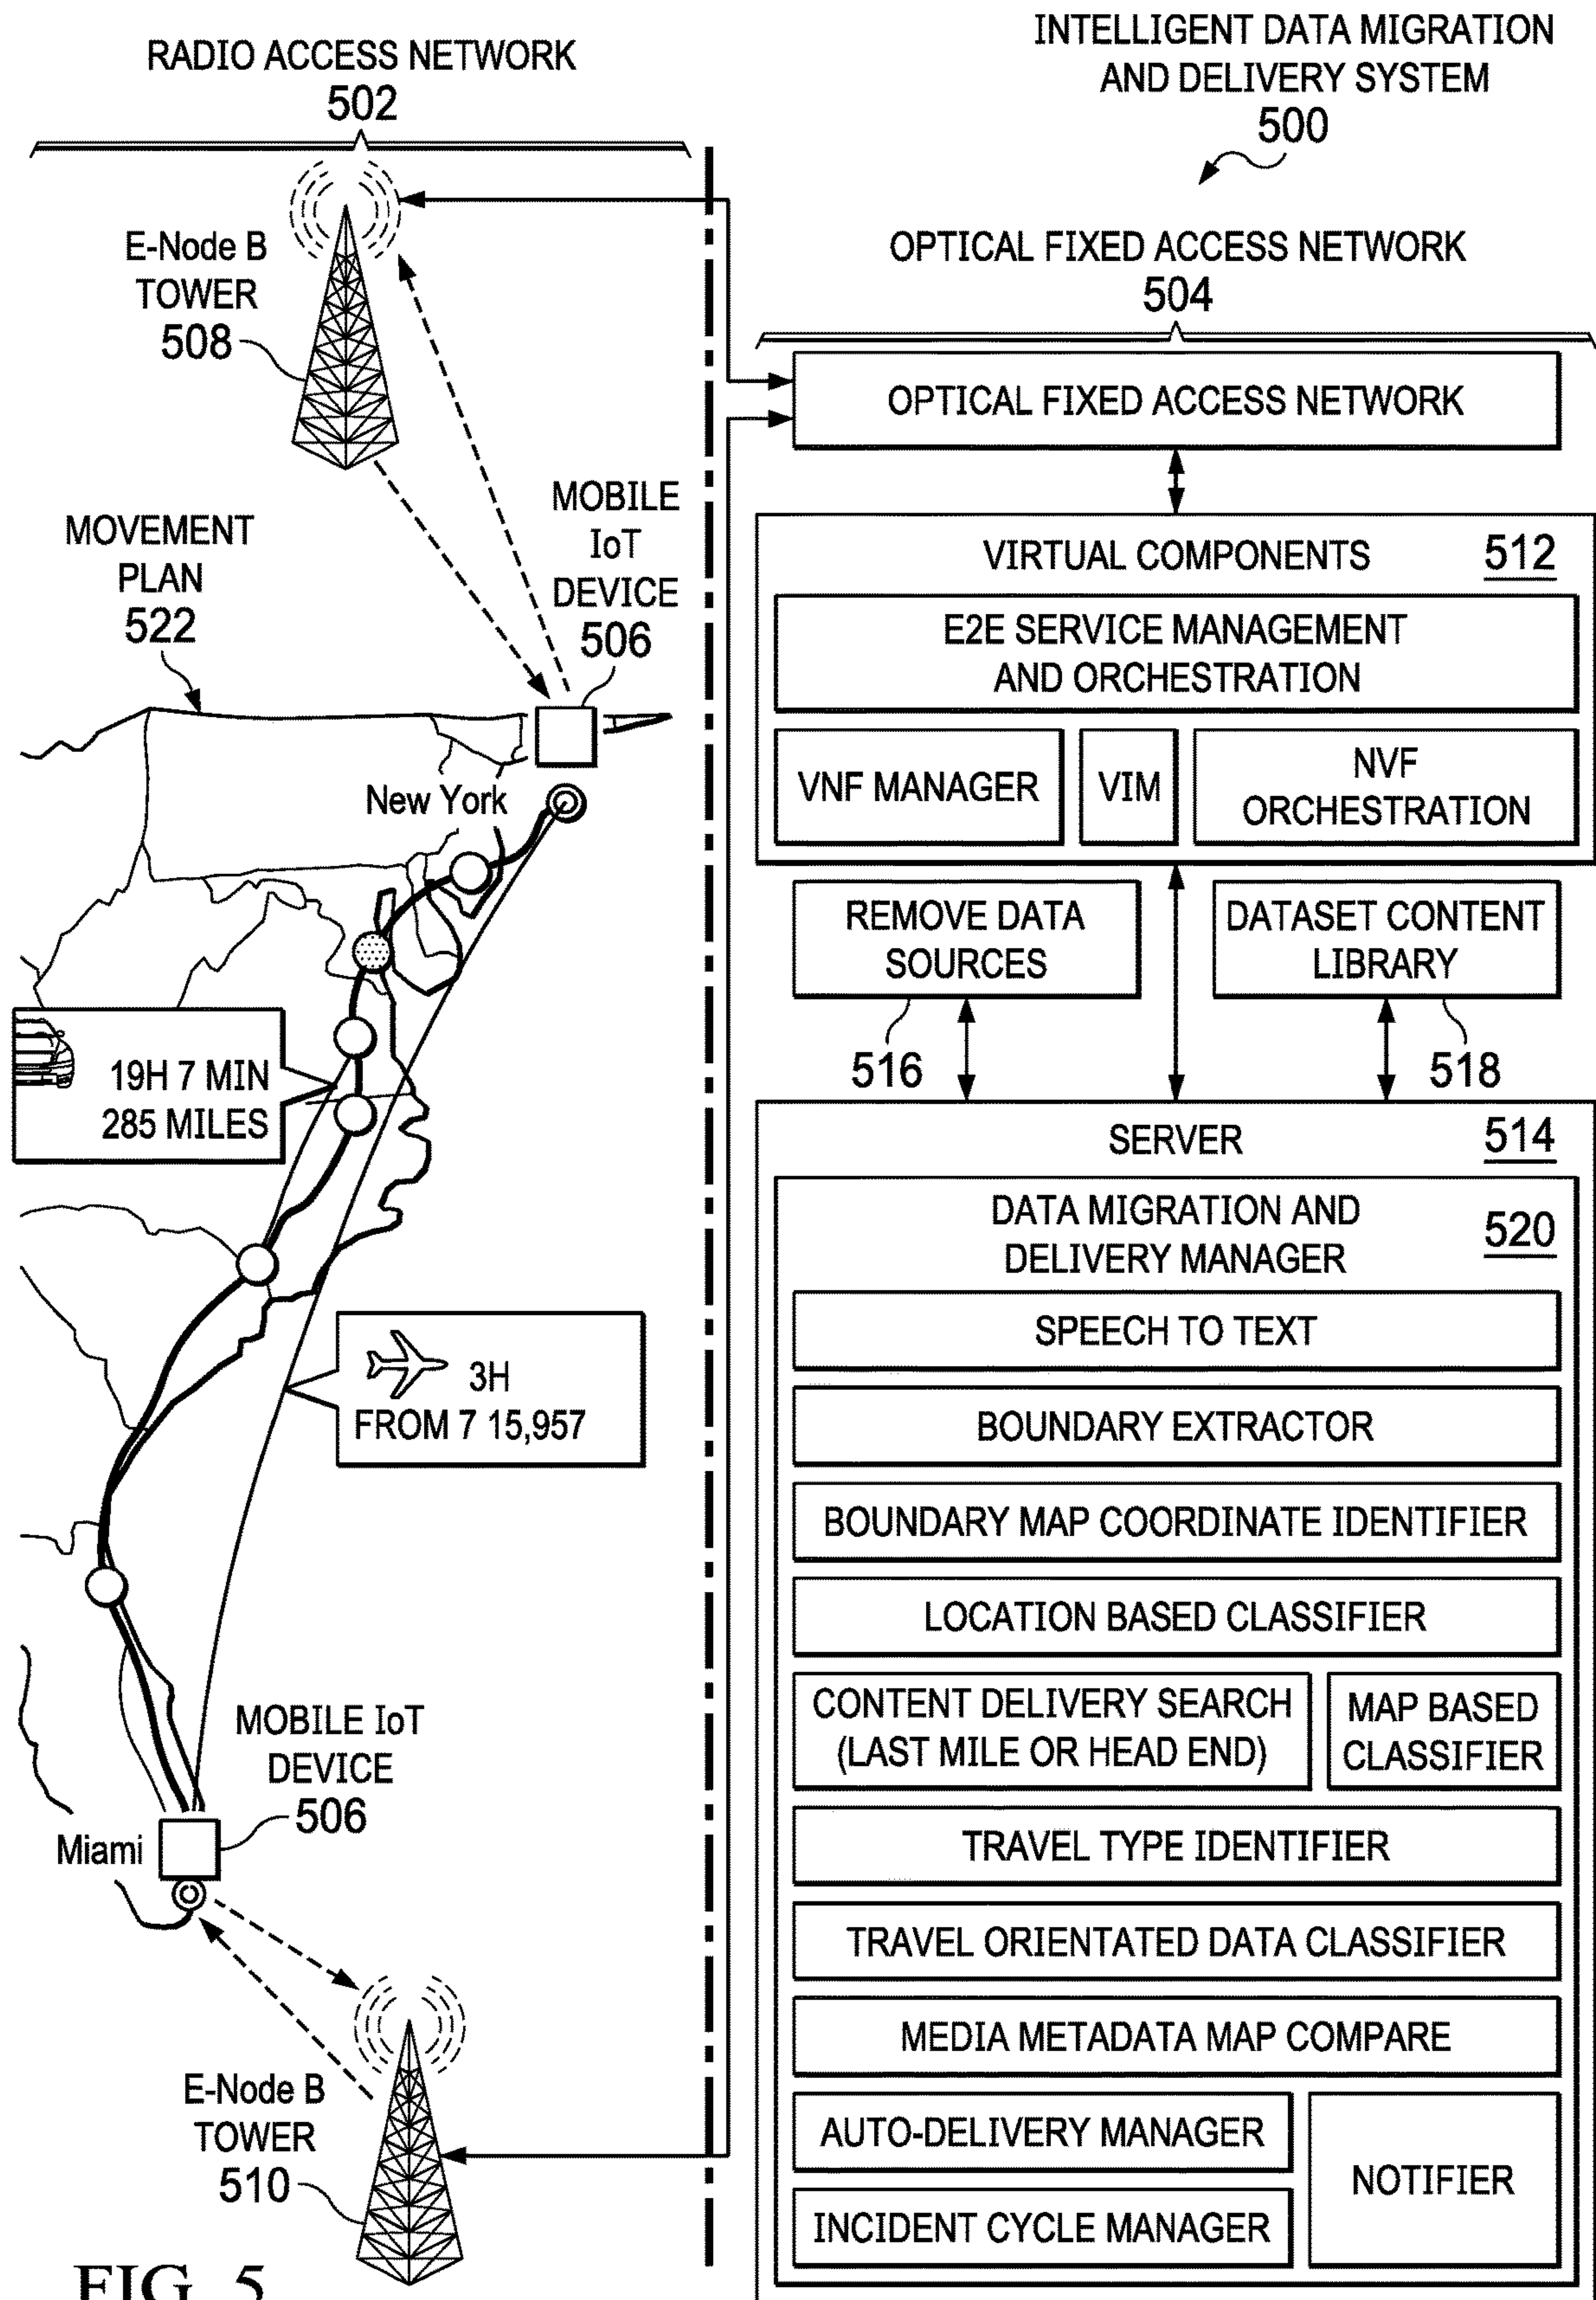 RADIO ACCESS NETWORK
502
INTELLIGENT DATA MIGRATION
AND DELIVERY SYSTEM
500
E-Node B
TOWER
508
OPTICAL FIXED ACCESS NETWORK
504
OPTICAL FIXED ACCESS NETWORK
MOVEMENT
PLAN
522
MOBILE
IoT
DEVICE
506
New York
19H 7 MIN
285 MILES
3H
FROM 7 15,957
MOBILE IoT
DEVICE
506
Miami
E-Node B
TOWER
510
VIRTUAL COMPONENTS 512
E2E SERVICE MANAGEMENT
AND ORCHESTRATION
VNF MANAGER
VIM
NVF
ORCHESTRATION
REMOVE DATA
SOURCES
516
DATASET CONTENT
LIBRARY
518
SERVER 514
DATA MIGRATION AND
DELIVERY MANAGER
520
SPEECH TO TEXT
BOUNDARY EXTRACTOR
BOUNDARY MAP COORDINATE IDENTIFIER
LOCATION BASED CLASSIFIER
CONTENT DELIVERY SEARCH
(LAST MILE OR HEAD END)
MAP BASED
CLASSIFIER
TRAVEL TYPE IDENTIFIER
TRAVEL ORIENTATED DATA CLASSIFIER
MEDIA METADATA MAP COMPARE
AUTO-DELIVERY MANAGER
INCIDENT CYCLE MANAGER
NOTIFIER
FIG. 5